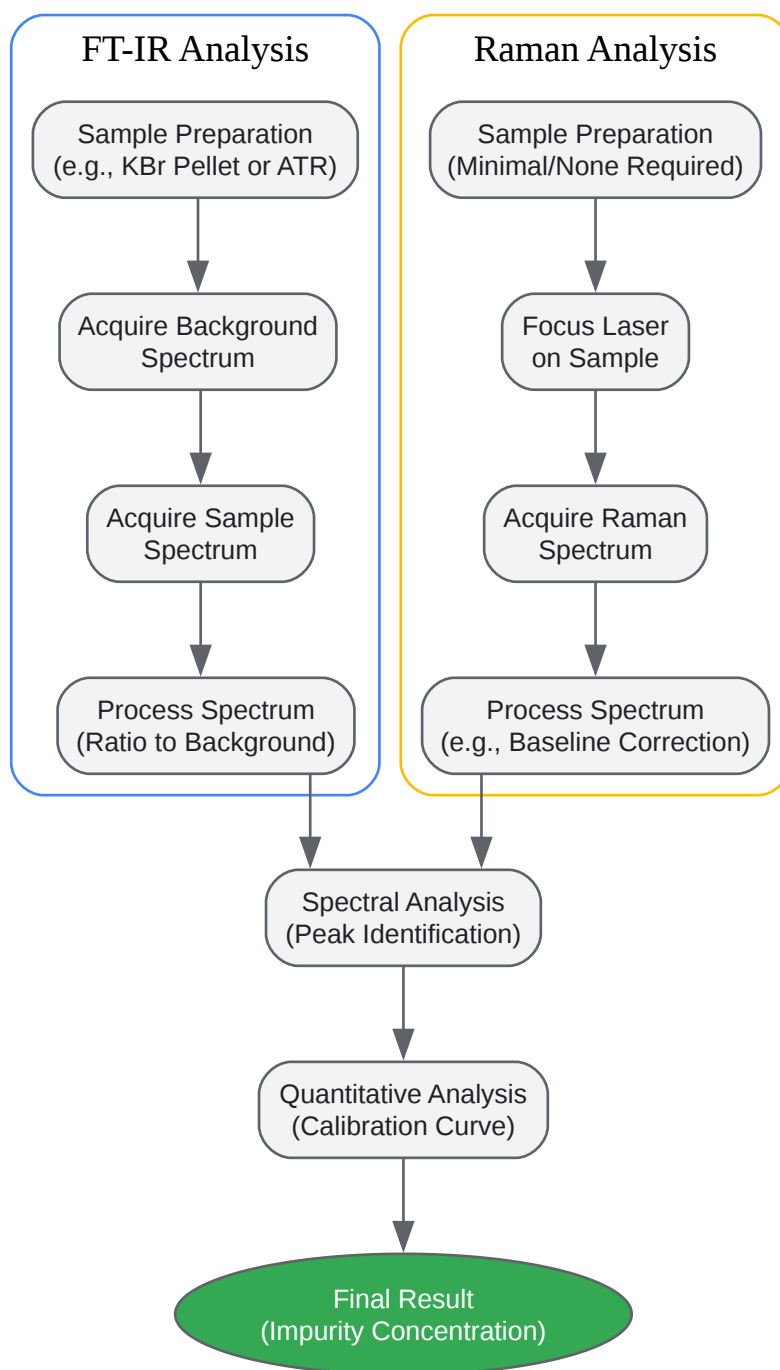 FT-IR Analysis
Sample Preparation
(e.g., KBr Pellet or ATR)
Acquire Background
Spectrum
Acquire Sample
Spectrum
Process Spectrum
(Ratio to Background)
Raman Analysis
Sample Preparation
(Minimal/None Required)
Focus Laser
on Sample
Acquire Raman
Spectrum
Process Spectrum
(e.g., Baseline Correction)
Spectral Analysis
(Peak Identification)
Quantitative Analysis
(Calibration Curve)
Final Result
(Impurity Concentration)